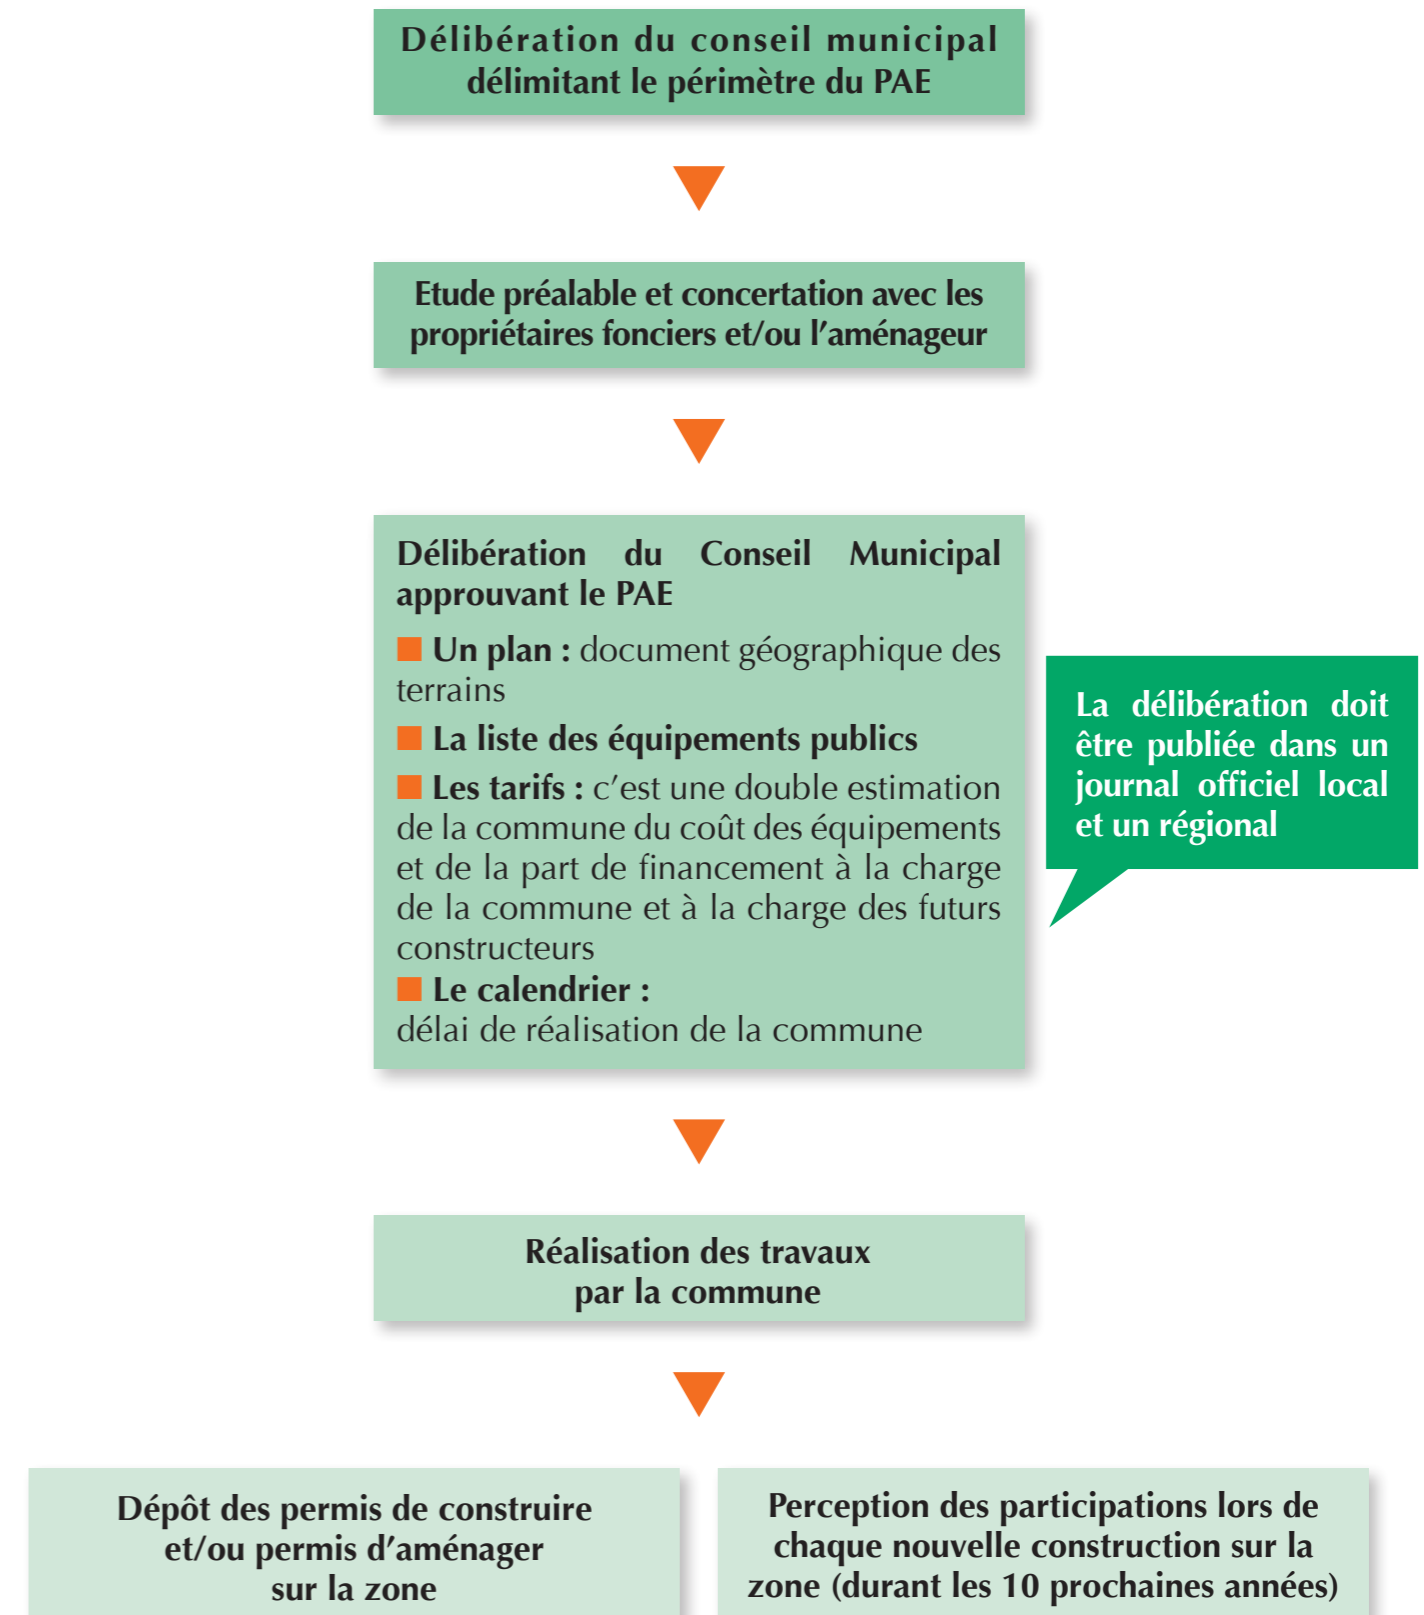 Délibération du conseil municipal
délimitant le périmètre du PAE
Etude préalable et concertation avec les
propriétaires fonciers et/ou l’aménageur
Délibération du Conseil Municipal
approuvant le PAE
■ Un plan : document géographique des
terrains
■ La liste des équipements publics
■ Les tarifs : c’est une double estimation
de la commune du coût des équipements
et de la part de financement à la charge
de la commune et à la charge des futurs
constructeurs
■ Le calendrier :
délai de réalisation de la commune
La délibération doit
être publiée dans un
journal officiel local
et un régional
Réalisation des travaux
par la commune
Dépôt des permis de construire
et/ou permis d’aménager
sur la zone
Perception des participations lors de
chaque nouvelle construction sur la
zone (durant les 10 prochaines années)